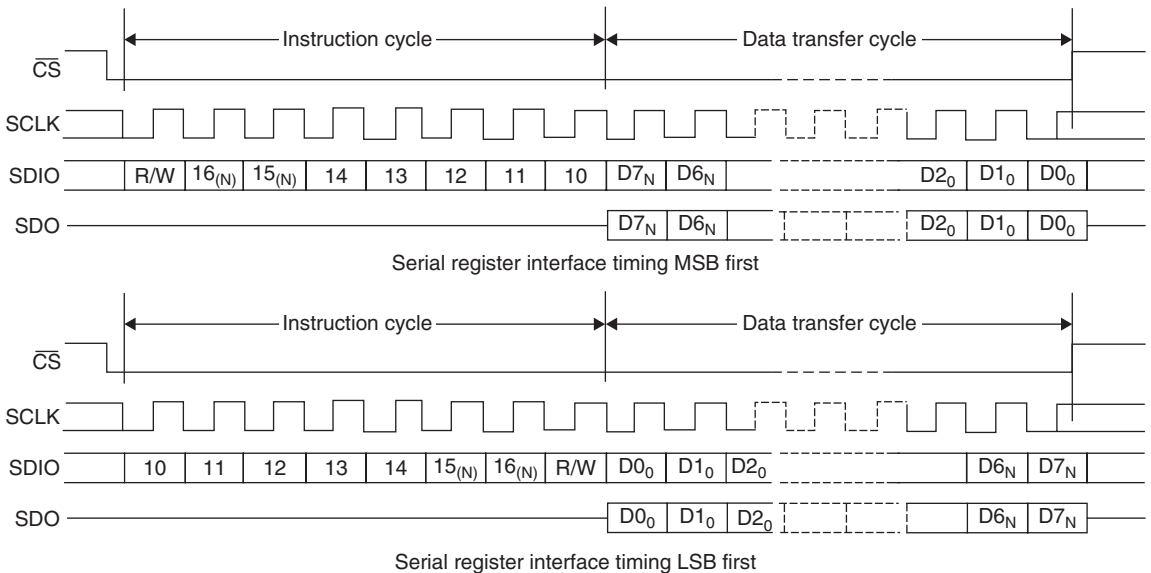 Instruction cycle Data transfer cycle
CS
SCLK
SDIO R/W 16(N) 15(N) 14 13 12 11 10 D7N D6N D20 D10 D00
SDO D7N D6N D20 D10 D00
Serial register interface timing MSB first
Instruction cycle Data transfer cycle
CS
SCLK
SDIO 10 11 12 13 14 15(N) 16(N) R/W D00 D10 D20 D6N D7N
SDO D00 D10 D20 D6N D7N
Serial register interface timing LSB first